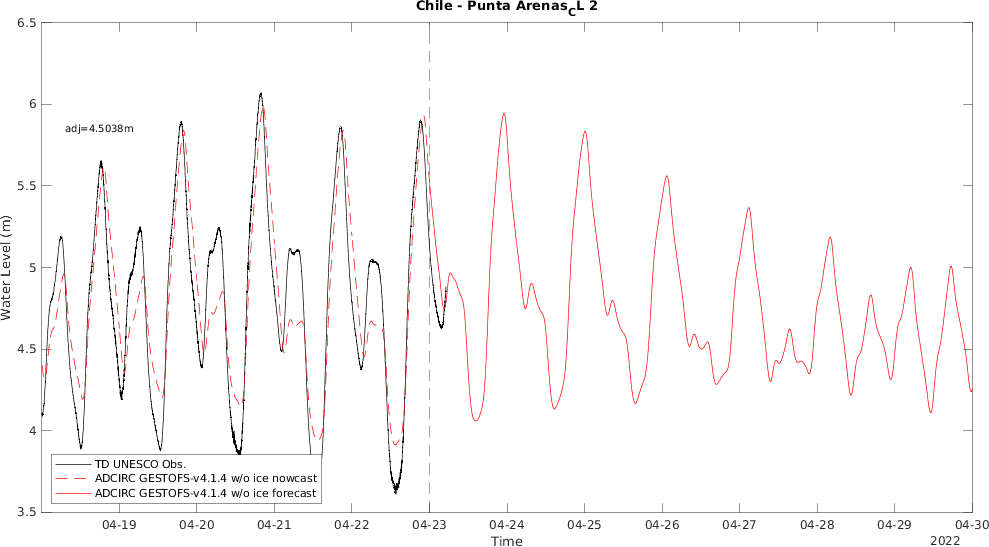 Chile - Punta Arenas_CL 2
6.5
6
5.5
5
4.5
4
3.5
Water Level (m)
adj=4.5038m
TD UNESCO Obs.
ADCIRC GESTOFS-v4.1.4 w/o ice nowcast
ADCIRC GESTOFS-v4.1.4 w/o ice forecast
04-19 04-20 04-21 04-22 04-23 04-24 04-25 04-26 04-27 04-28 04-29 04-30
Time
2022